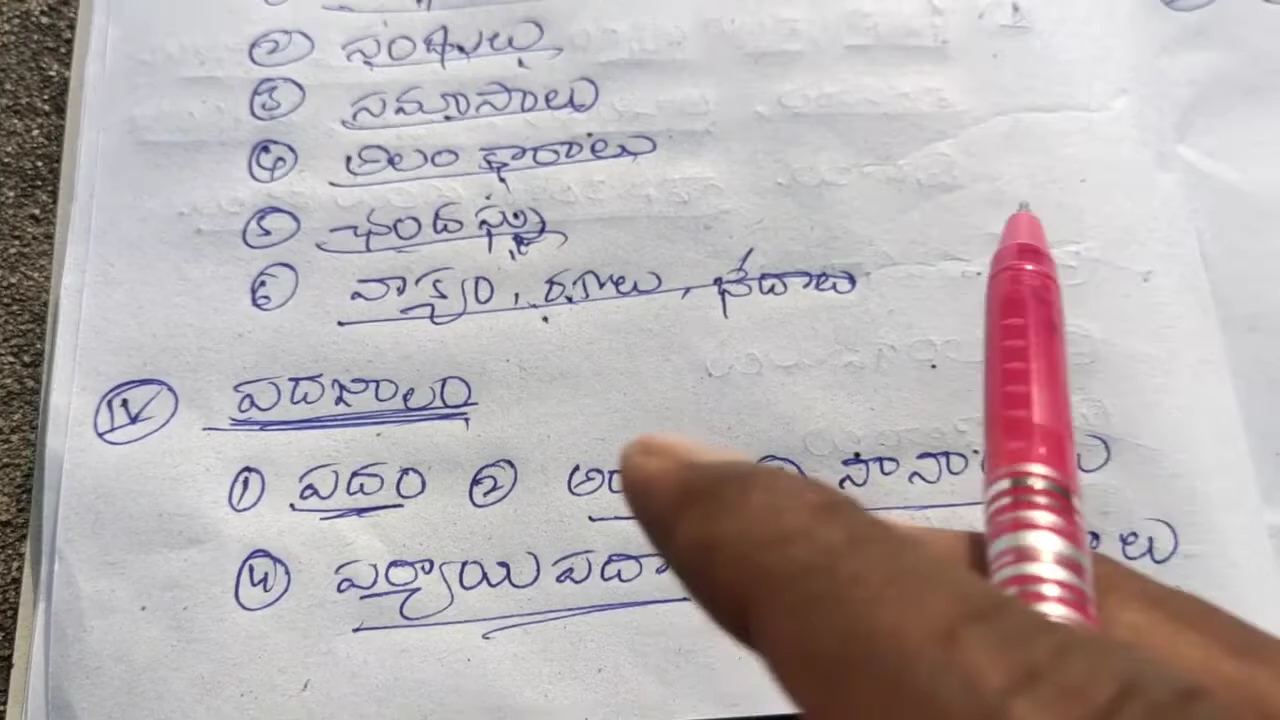 ② సంధులు
③ సమాసాలు
④ అలంకారాలు
⑤ ఛందస్సు
⑥ వాక్యం, రకాలు, భేదాలు
IV పదజాలం
① పదం ②
④ పర్యాయపదా